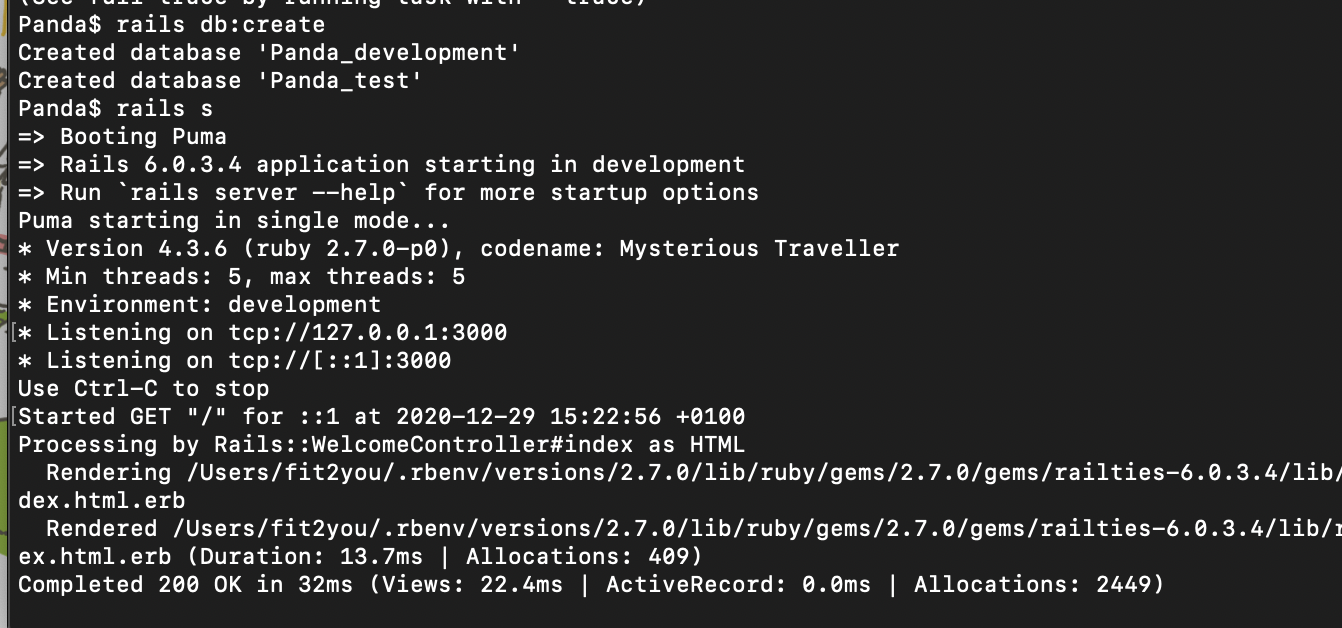 (See full trace by running task with --trace)
Panda$ rails db:create
Created database 'Panda_development'
Created database 'Panda_test'
Panda$ rails s
=> Booting Puma
=> Rails 6.0.3.4 application starting in development
=> Run `rails server --help` for more startup options
Puma starting in single mode...
* Version 4.3.6 (ruby 2.7.0-p0), codename: Mysterious Traveller
* Min threads: 5, max threads: 5
* Environment: development
[* Listening on tcp://127.0.0.1:3000
* Listening on tcp://[::1]:3000
Use Ctrl-C to stop
[Started GET "/" for ::1 at 2020-12-29 15:22:56 +0100
Processing by Rails::WelcomeController#index as HTML
  Rendering /Users/fit2you/.rbenv/versions/2.7.0/lib/ruby/gems/2.7.0/gems/railties-6.0.3.4/lib/
dex.html.erb
  Rendered /Users/fit2you/.rbenv/versions/2.7.0/lib/ruby/gems/2.7.0/gems/railties-6.0.3.4/lib/r
ex.html.erb (Duration: 13.7ms | Allocations: 409)
Completed 200 OK in 32ms (Views: 22.4ms | ActiveRecord: 0.0ms | Allocations: 2449)